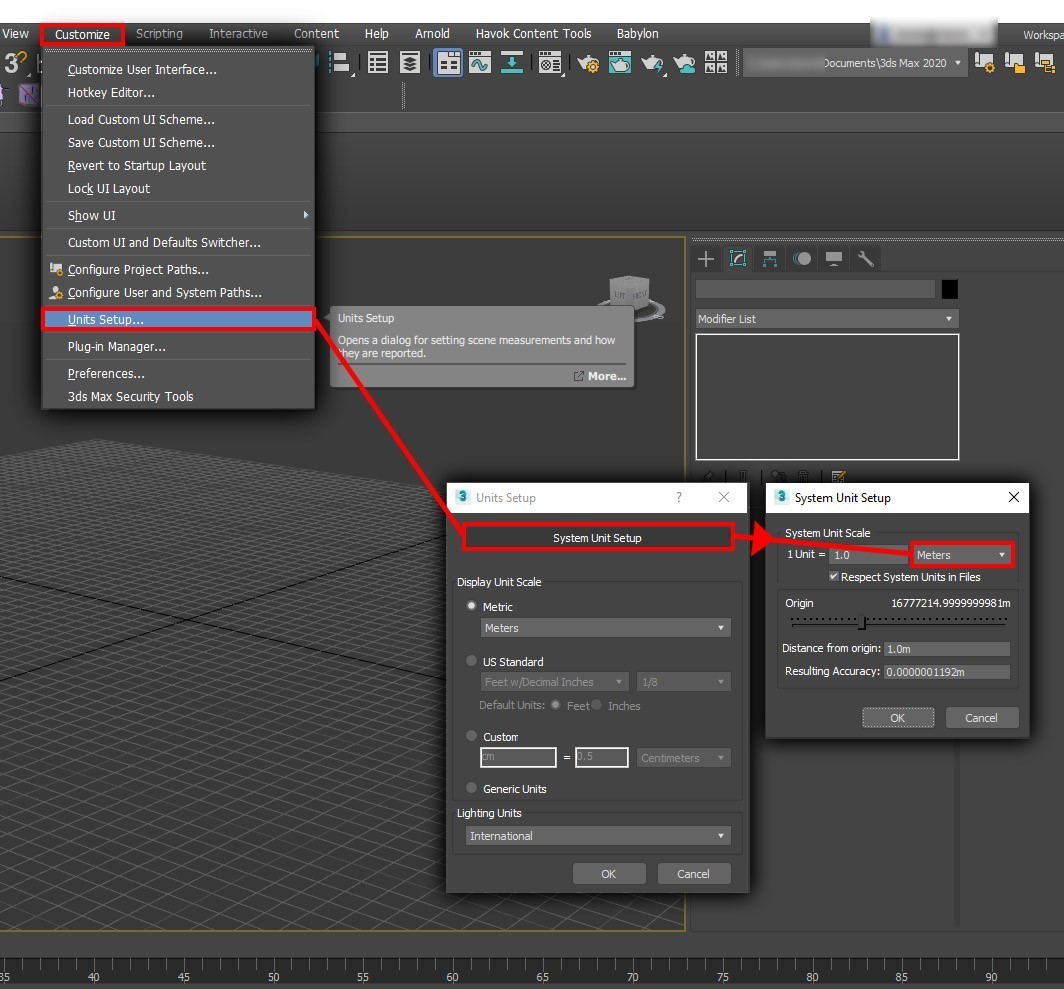 View Customize Scripting Interactive Content Help Arnold Havok Content Tools Babylon Workspa
3 Documents\3ds Max 2020
Customize User Interface...
Hotkey Editor...
Load Custom UI Scheme...
Save Custom UI Scheme...
Revert to Startup Layout
Lock UI Layout
Show UI
Custom UI and Defaults Switcher...
Configure Project Paths...
Configure User and System Paths...
Units Setup...
Plug-in Manager...
Preferences...
3ds Max Security Tools
Units Setup
Opens a dialog for setting scene measurements and how
they are reported.
More...
Modifier List
3 Units Setup ?
System Unit Setup
Display Unit Scale
Metric
Meters
US Standard
Feet w/Decimal Inches 1/8
Default Units: Feet Inches
Custom
cm = 0.5 Centimeters
Generic Units
Lighting Units
International
OK Cancel
3 System Unit Setup
System Unit Scale
1 Unit = 1.0 Meters
Respect System Units in Files
Origin 16777214.9999999981m
Distance from origin: 1.0m
Resulting Accuracy: 0.0000001192m
OK Cancel
35 40 45 50 55 60 65 70 75 80 85 90